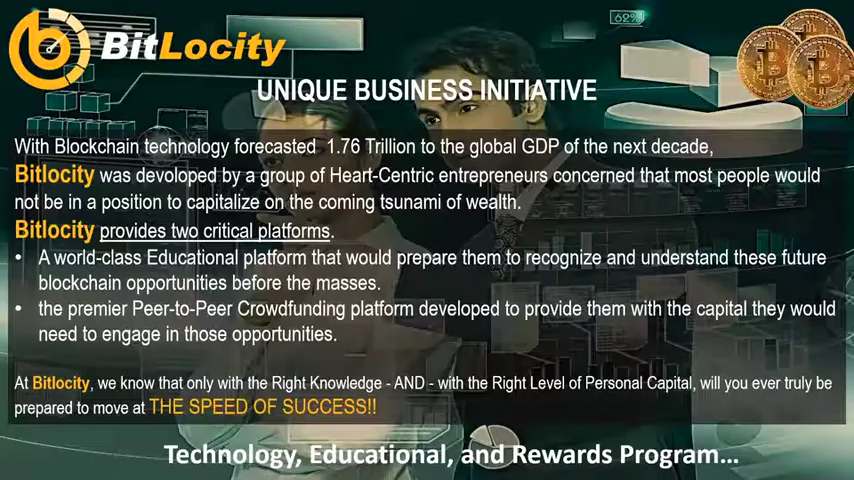 BitLocity
62%
UNIQUE BUSINESS INITIATIVE
With Blockchain technology forecasted 1.76 Trillion to the global GDP of the next decade,
Bitlocity was devoloped by a group of Heart-Centric entrepreneurs concerned that most people would
not be in a position to capitalize on the coming tsunami of wealth.
Bitlocity provides two critical platforms.
• A world-class Educational platform that would prepare them to recognize and understand these future
blockchain opportunities before the masses.
• the premier Peer-to-Peer Crowdfunding platform developed to provide them with the capital they would
need to engage in those opportunities.
At Bitlocity, we know that only with the Right Knowledge - AND - with the Right Level of Personal Capital, will you ever truly be
prepared to move at THE SPEED OF SUCCESS!!
Technology, Educational, and Rewards Program...